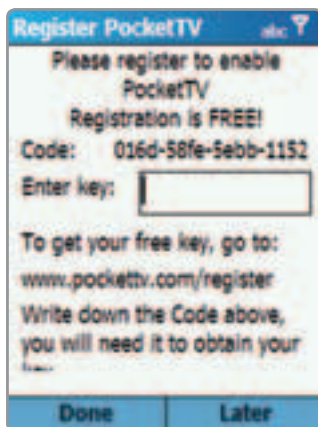 Register PocketTV abc
Please register to enable
PocketTV
Registration is FREE!
Code: 016d-58fe-5ebb-1152
Enter key:
To get your free key, go to:
www.pockettv.com/register
Write down the Code above,
you will need it to obtain your
Done Later